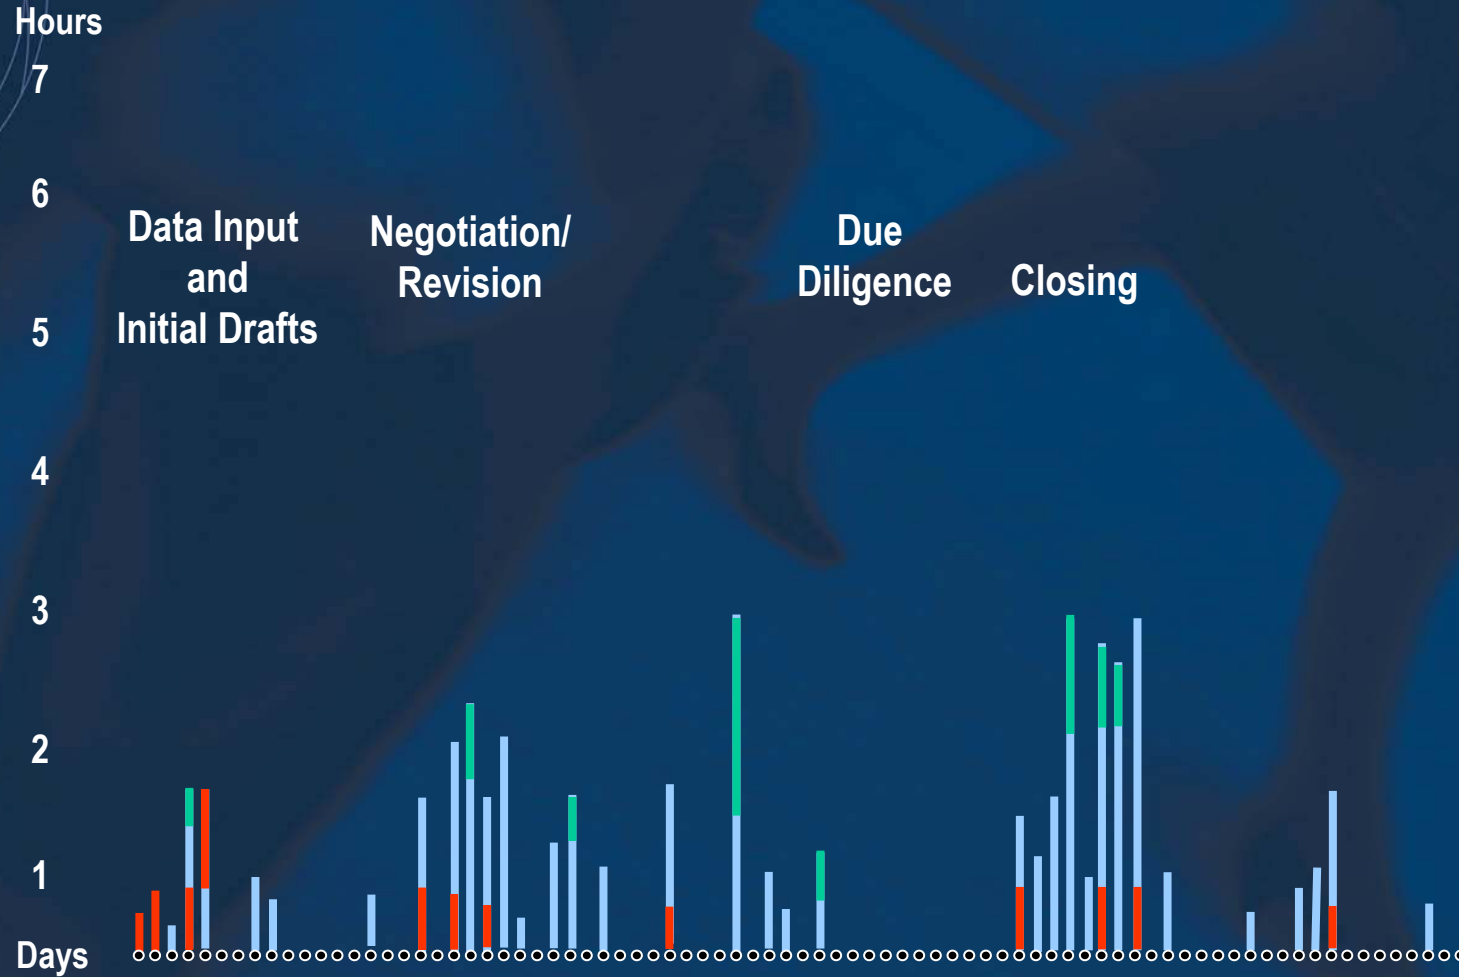 Hours
7
6
Data Input
and
Initial Drafts
Negotiation/
Revision
Due
Diligence
Closing
5
4
3
2
1
Days